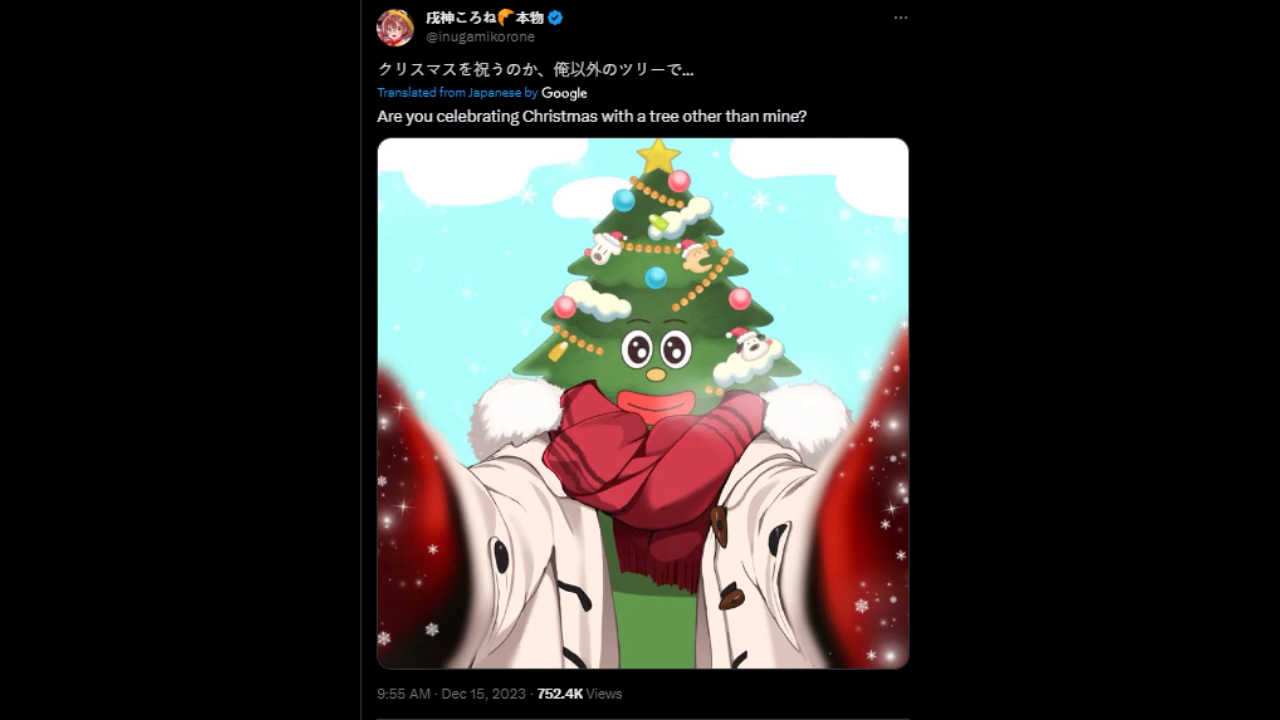 戌神ころね🥐本物
@inugamikorone
クリスマスを祝うのか、俺以外のツリーで...
Translated from Japanese by Google
Are you celebrating Christmas with a tree other than mine?
9:55 AM · Dec 15, 2023 · 752.4K Views